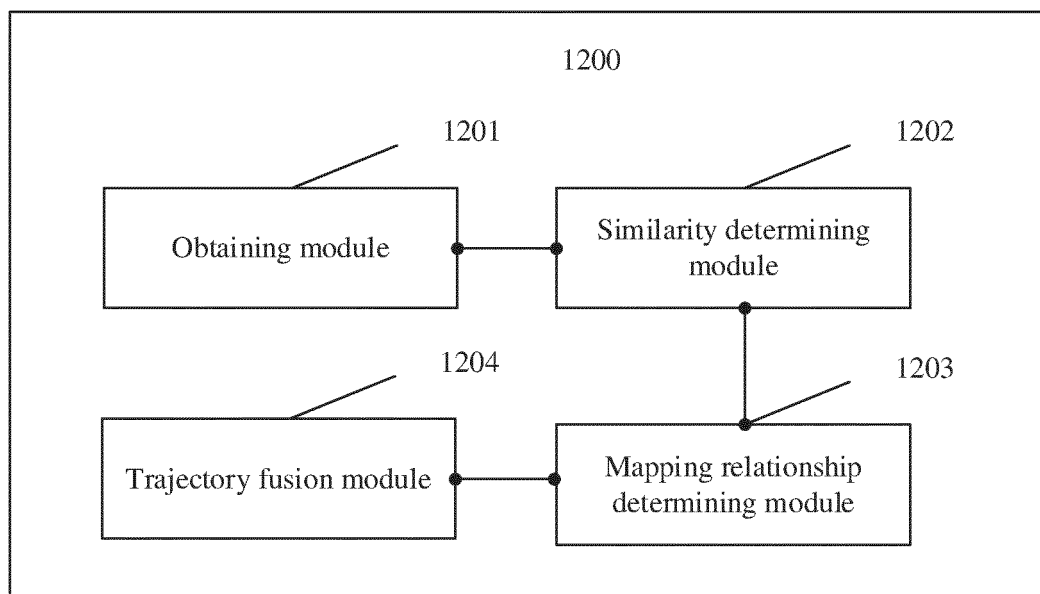 1200
1201
1202
Obtaining module
Similarity determining
module
1204
1203
Trajectory fusion module
Mapping relationship
determining module